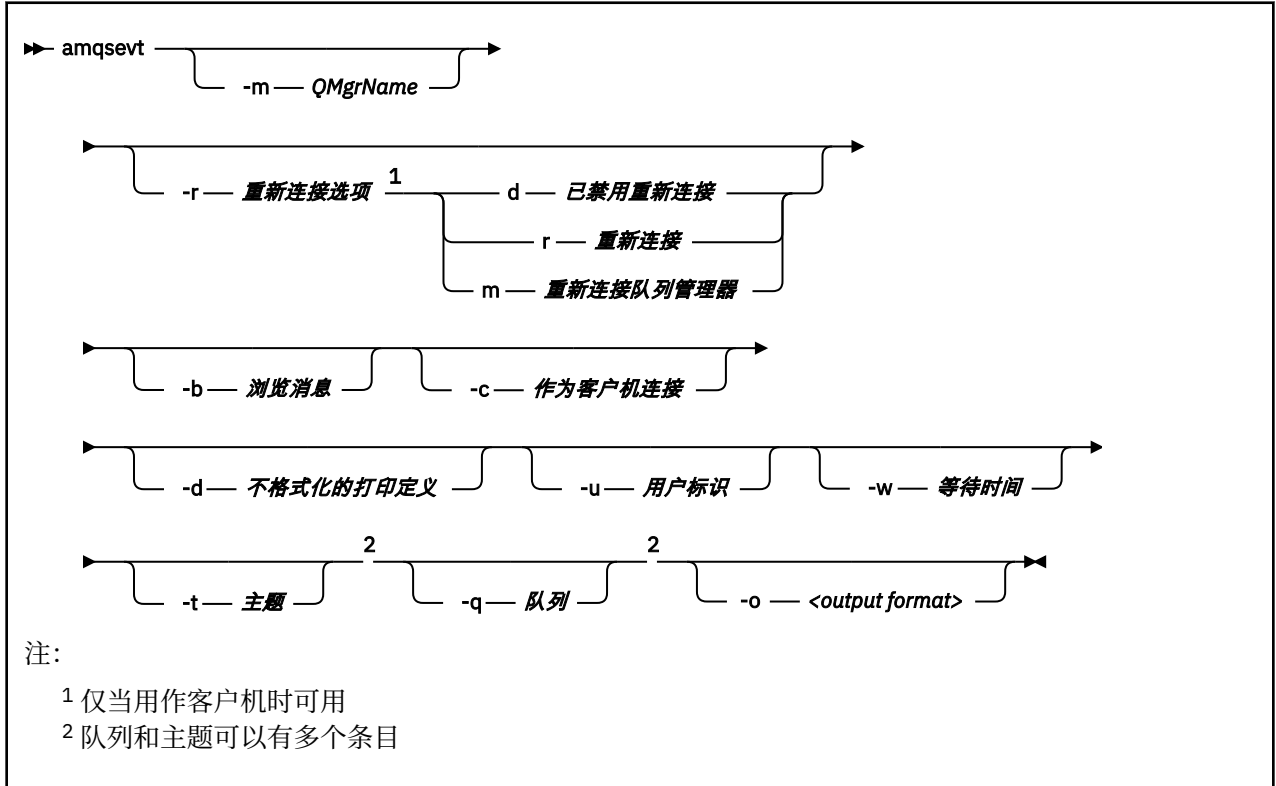 amqsevt
-m QMgrName
-r 重新连接选项 1 d 已禁用重新连接
r 重新连接
m 重新连接队列管理器
-b 浏览消息 -c 作为客户机连接
-d 不格式化的打印定义 -u 用户标识 -w 等待时间
2 2
-t 主题 -q 队列 -o <output format>
注:
1 仅当用作客户机时可用
2 队列和主题可以有多个条目